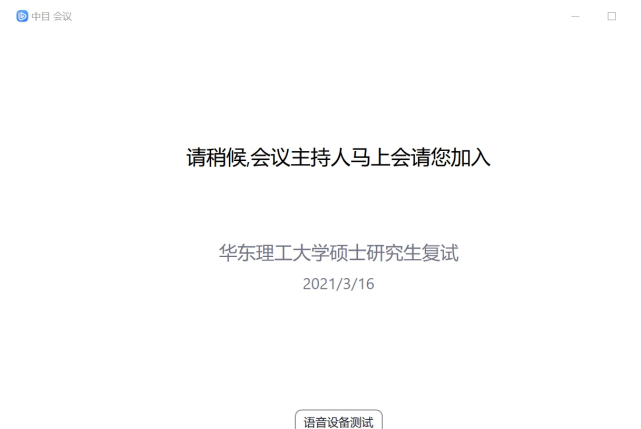 中目 会议
请稍候,会议主持人马上会请您加入
华东理工大学硕士研究生复试
2021/3/16
语音设备测试